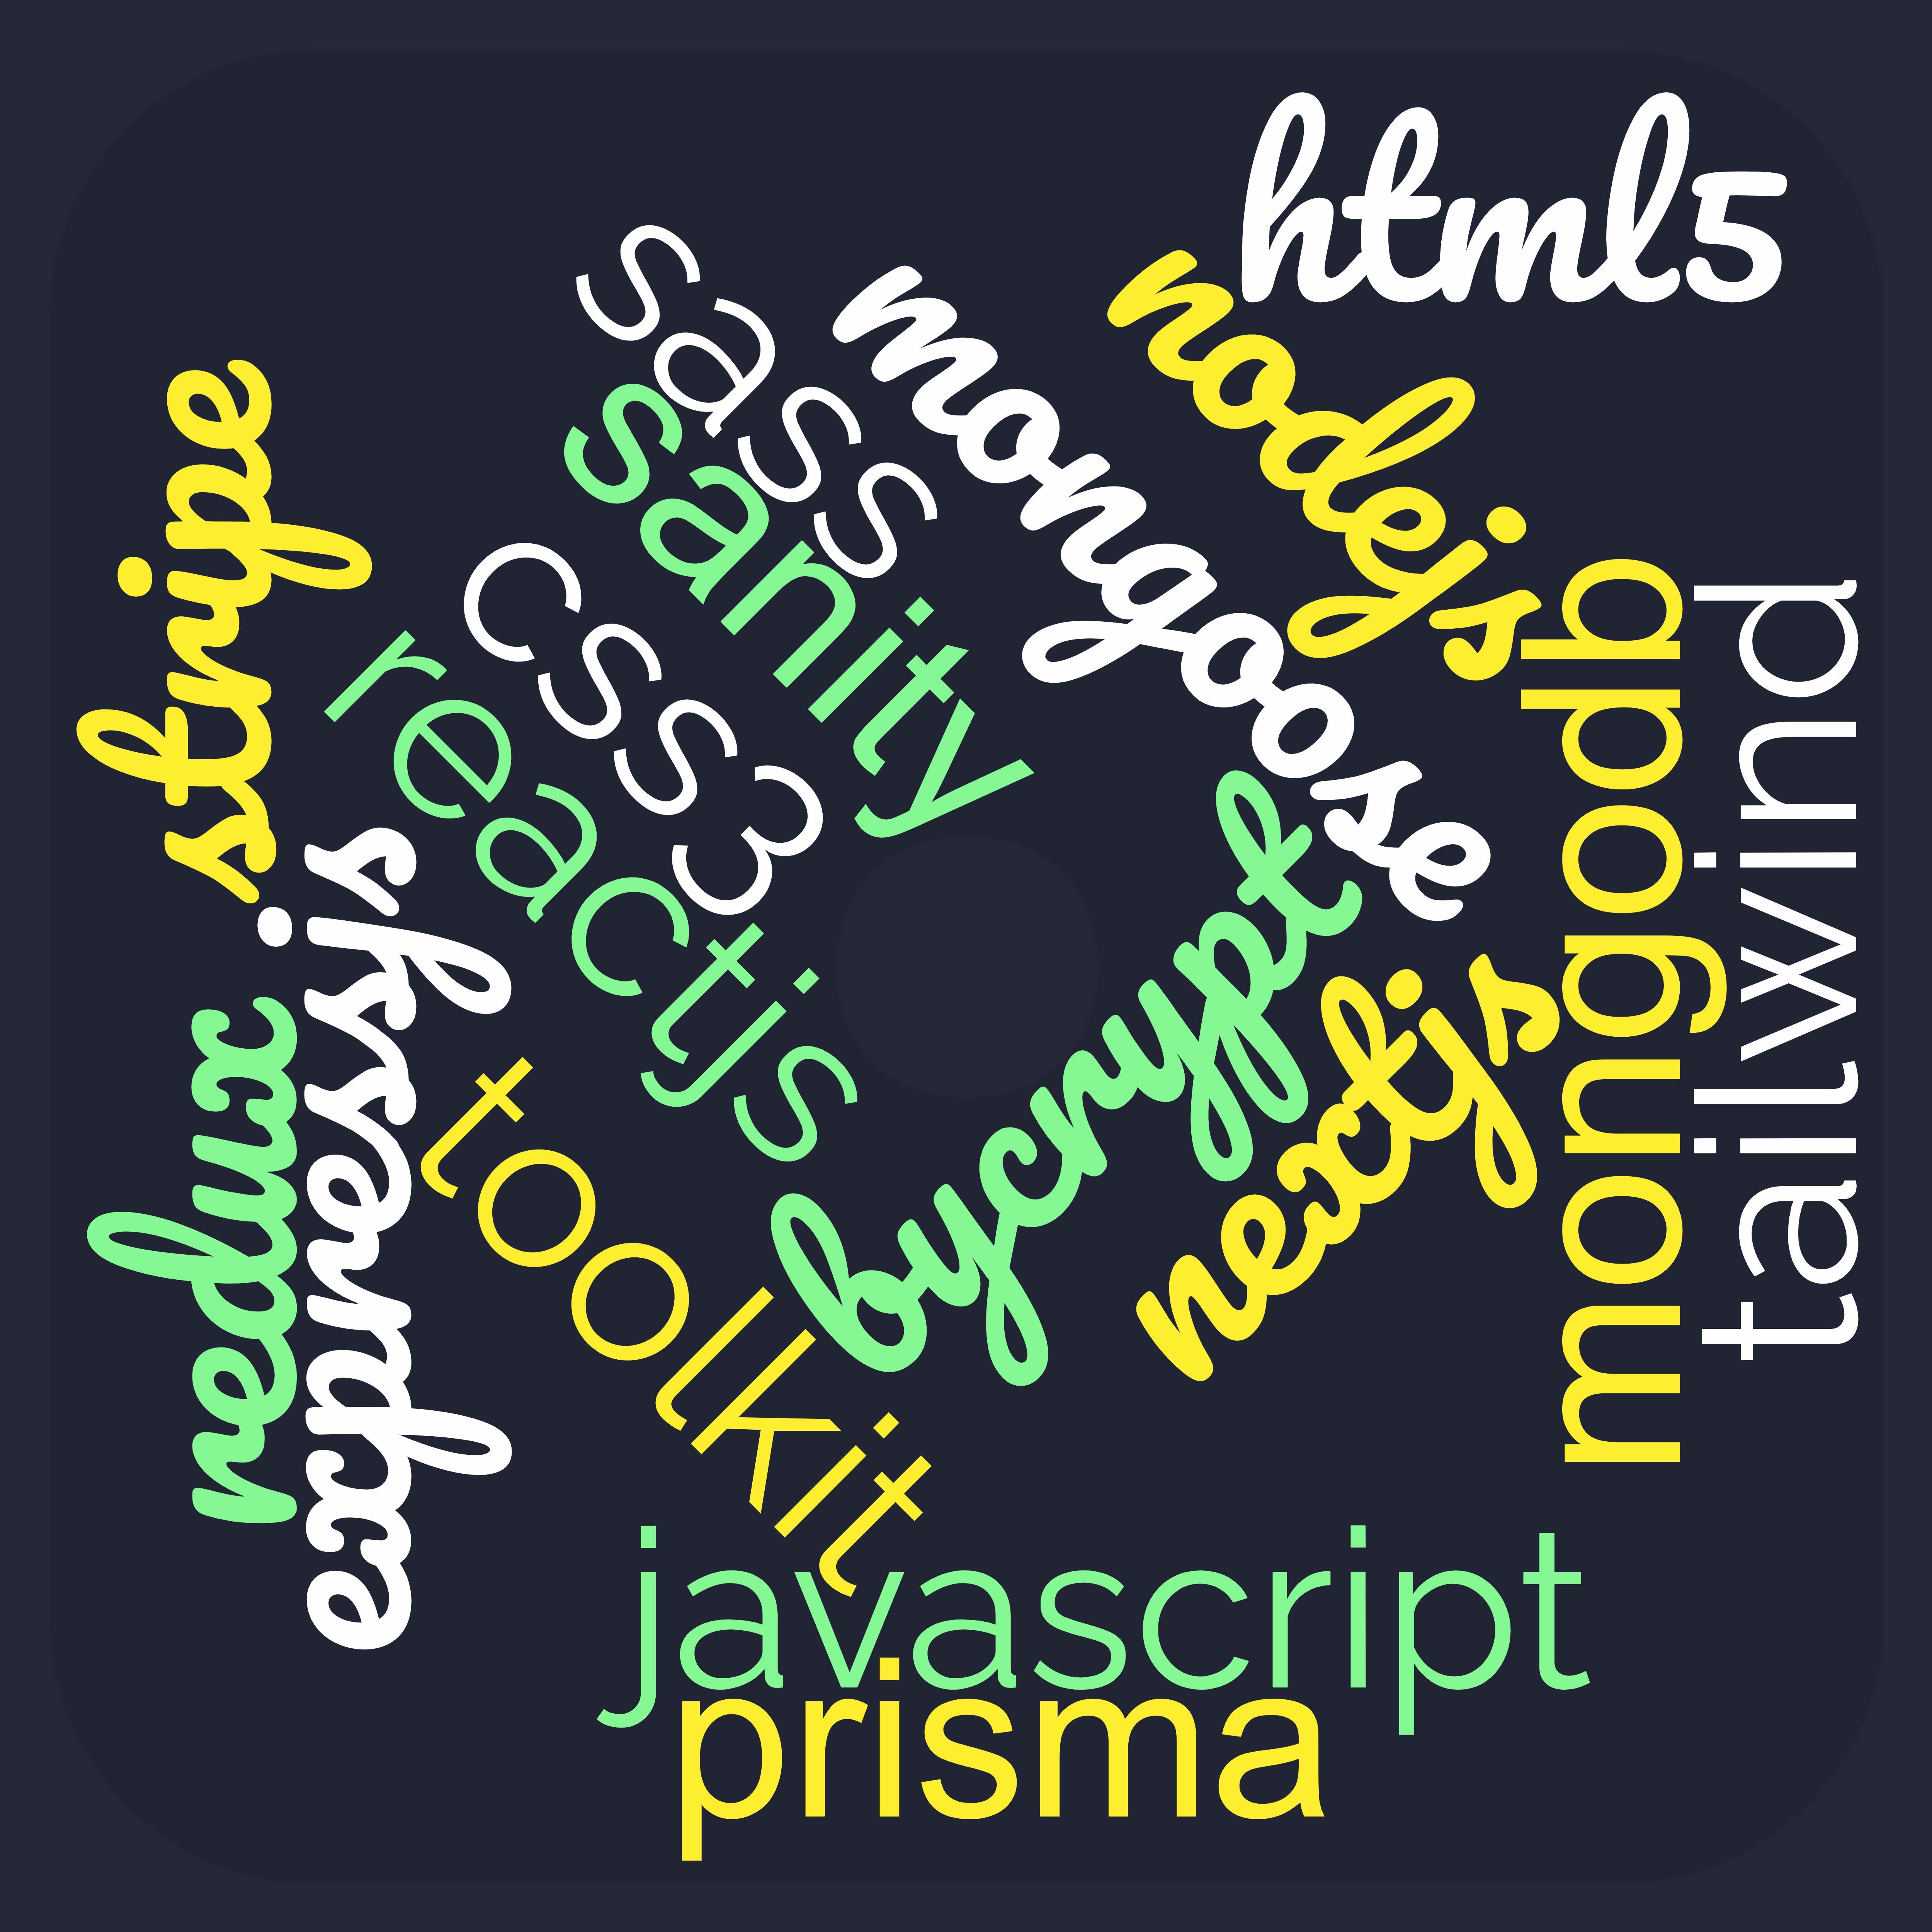 html5
sass
mongoose
nodejs
stripe
sanity
css3
reactjs
mongodb
tailwind
expressjs
bycrypt
redux
nextjs
toolkit
javascript
prisma